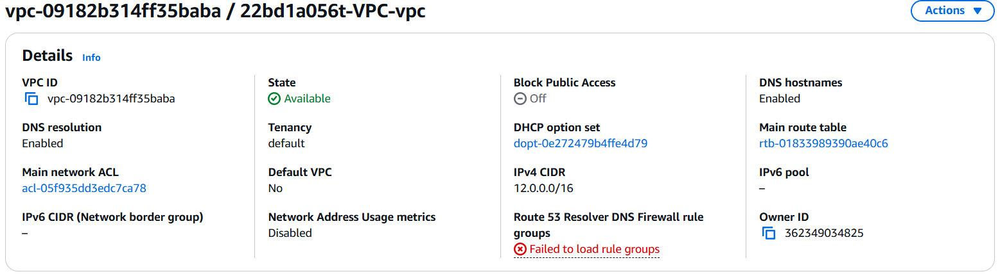 vpc-09182b314ff35baba / 22bd1a056t-VPC-vpc
Actions
Details Info
VPC ID
vpc-09182b314ff35baba
State
Available
Block Public Access
Off
DNS hostnames
Enabled
DNS resolution
Enabled
Tenancy
default
DHCP option set
dopt-0e272479b4ffe4d79
Main route table
rtb-01833989390ae40c6
Main network ACL
acl-05f935dd3edc7ca78
Default VPC
No
IPv4 CIDR
12.0.0.0/16
IPv6 pool
–
IPv6 CIDR (Network border group)
–
Network Address Usage metrics
Disabled
Route 53 Resolver DNS Firewall rule
groups
Failed to load rule groups
Owner ID
362349034825